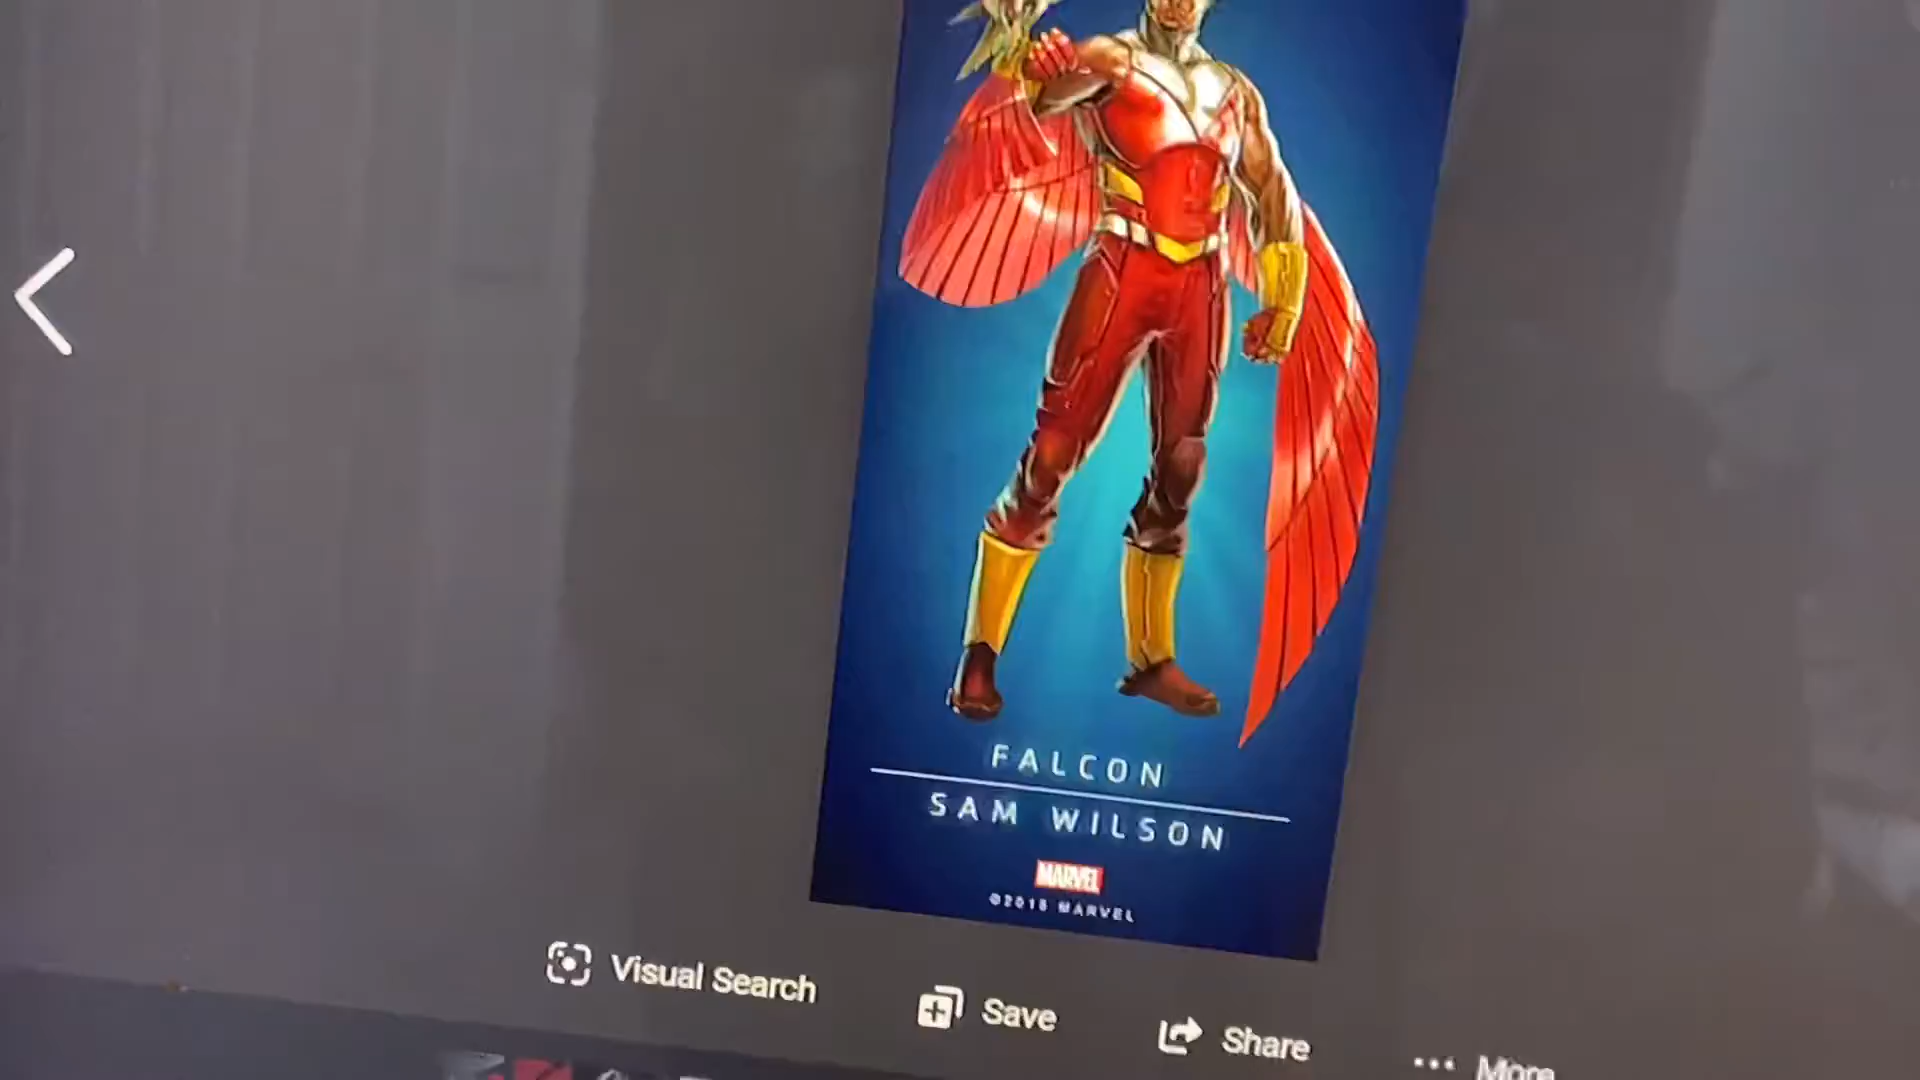 FALCON
SAM WILSON
MARVEL
©2015 MARVEL
Visual Search
Save
Share
More